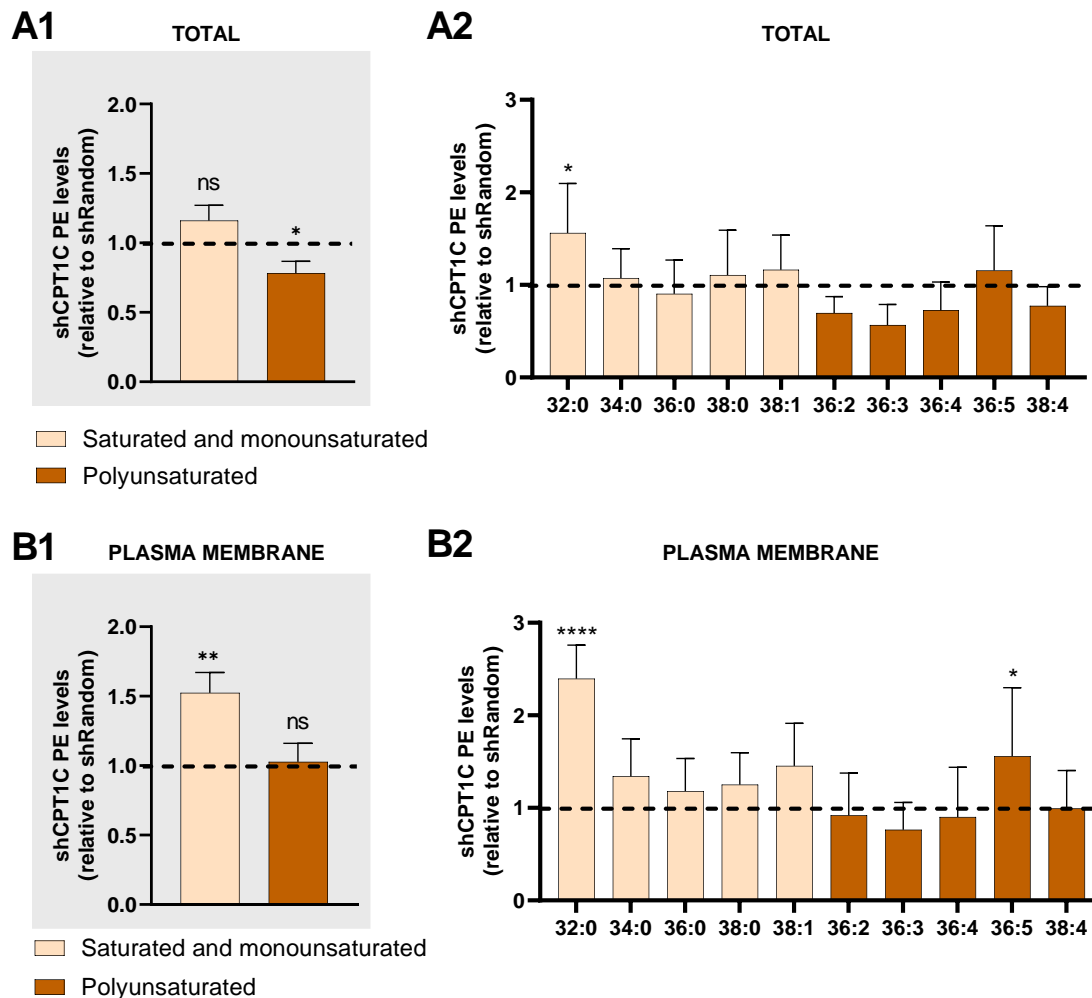 A1
TOTAL
shCPT1C PE levels
(relative to shRandom)
2.0
1.5
1.0
0.5
0.0
ns
*
Saturated and monounsaturated
Polyunsaturated
A2
TOTAL
shCPT1C PE levels
(relative to shRandom)
3
2
1
0
*
32:0 34:0 36:0 38:0 38:1 36:2 36:3 36:4 36:5 38:4
B1
PLASMA MEMBRANE
shCPT1C PE levels
(relative to shRandom)
2.0
1.5
1.0
0.5
0.0
**
ns
Saturated and monounsaturated
Polyunsaturated
B2
PLASMA MEMBRANE
shCPT1C PE levels
(relative to shRandom)
3
2
1
0
****
*
32:0 34:0 36:0 38:0 38:1 36:2 36:3 36:4 36:5 38:4